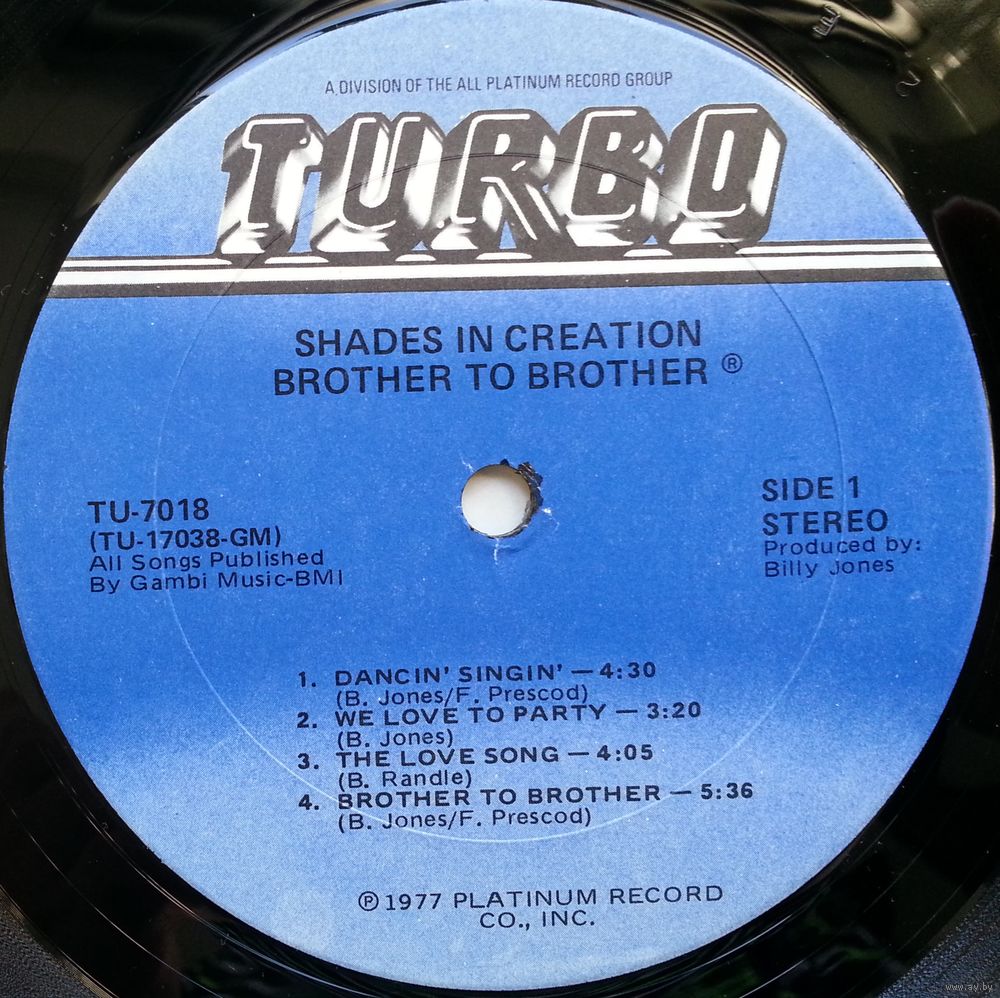 A DIVISION OF THE ALL PLATINUM RECORD GROUP
TURBO
SHADES IN CREATION
BROTHER TO BROTHER ®
TU-7018
(TU-17038-GM)
All Songs Published
By Gambi Music-BMI
SIDE 1
STEREO
Produced by:
Billy Jones
1. DANCIN' SINGIN' — 4:30
(B. Jones/F. Prescod)
2. WE LOVE TO PARTY — 3:20
(B. Jones)
3. THE LOVE SONG — 4:05
(B. Randle)
4. BROTHER TO BROTHER — 5:36
(B. Jones/F. Prescod)
℗ 1977 PLATINUM RECORD
CO., INC.
www.ay.by